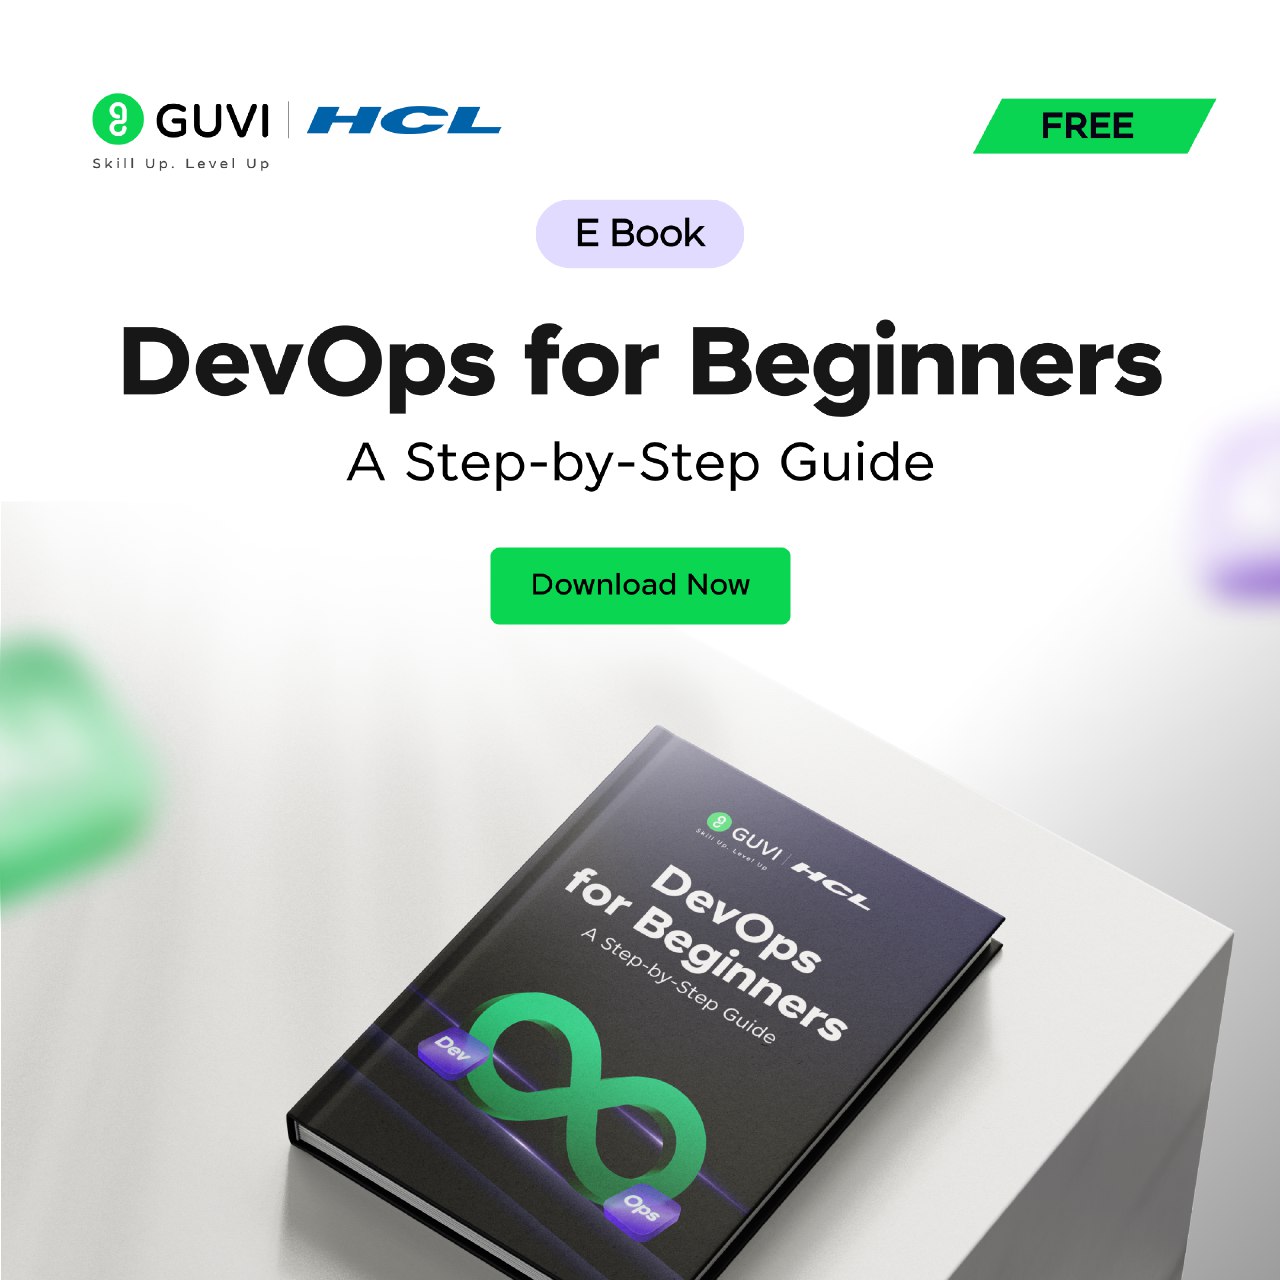 GUVI HCL
Skill Up. Level Up
FREE
E Book
DevOps for Beginners
A Step-by-Step Guide
Download Now
GUVI HCL
Skill Up. Level Up
DevOps
for Beginners
A Step-by-Step Guide
Dev
Ops